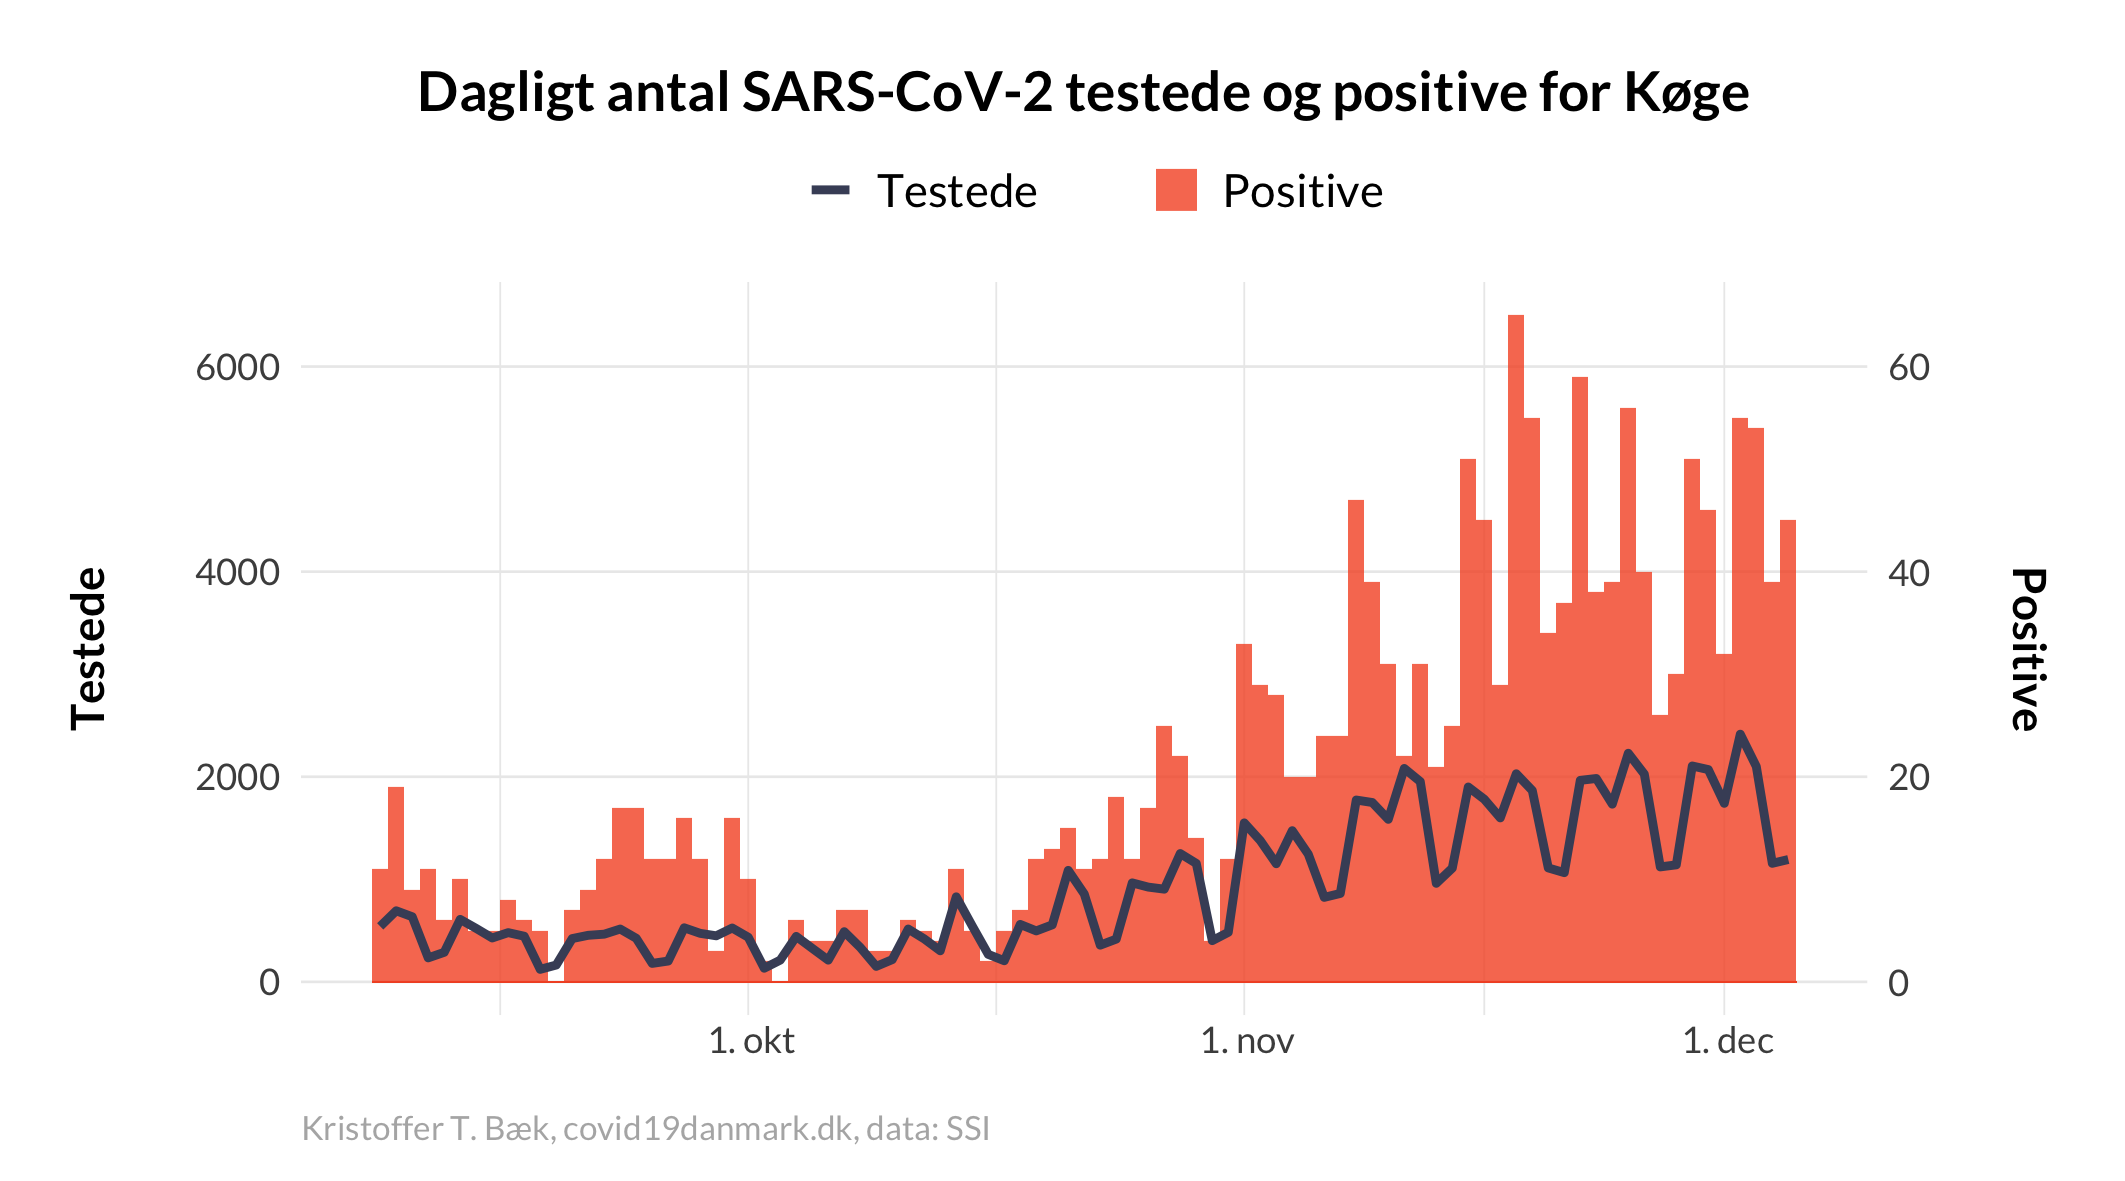 Dagligt antal SARS-CoV-2 testede og positive for Køge
Testede
Positive
6000
4000
2000
0
Testede
60
40
20
0
Positive
1. okt
1. nov
1. dec
Kristoffer T. Bæk, covid19danmark.dk, data: SSI